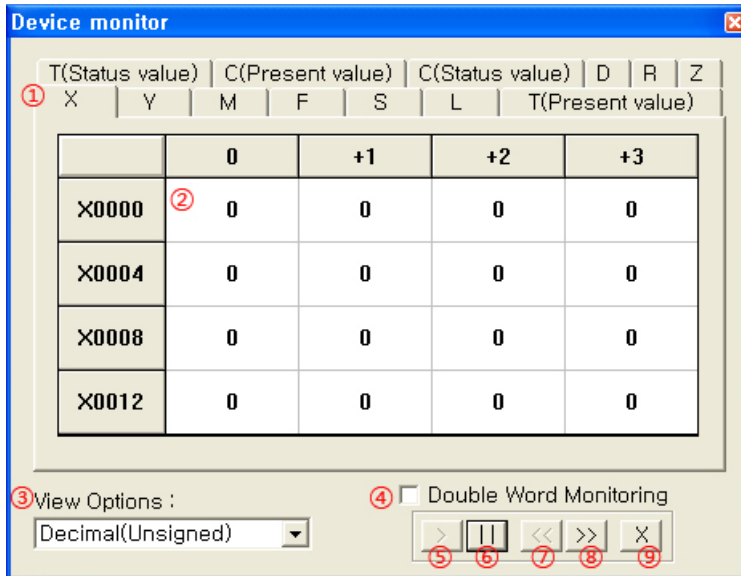 Device monitor
T(Status value) C(Present value) C(Status value) D R Z
① X Y M F S L T(Present value)
0 +1 +2 +3
X0000 ② 0 0 0 0
X0004 0 0 0 0
X0008 0 0 0 0
X0012 0 0 0 0
③View Options : ④ Double Word Monitoring
Decimal(Unsigned) > || << >> X
⑤ ⑥ ⑦ ⑧ ⑨